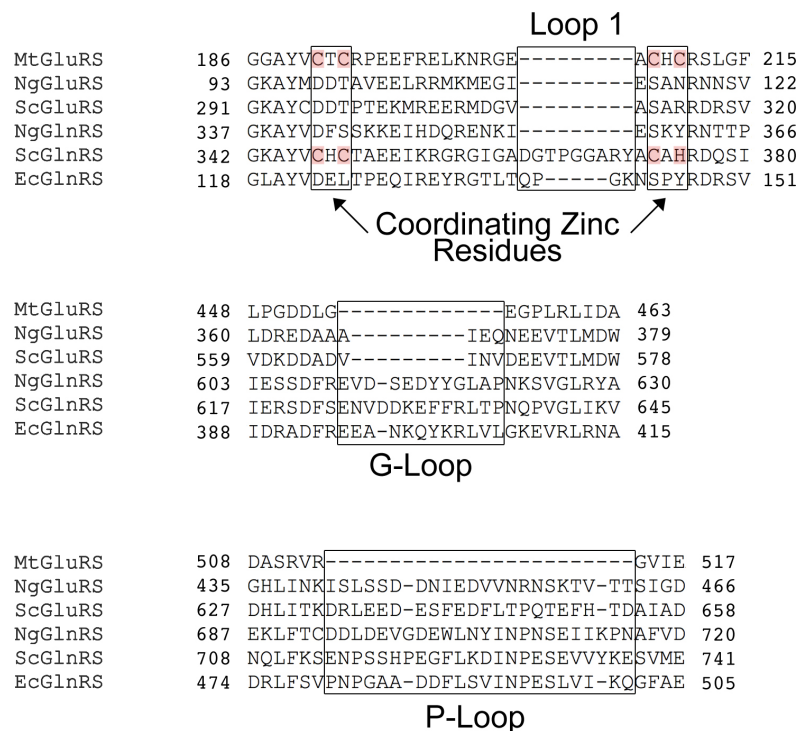 Loop 1
MtGluRS 186 GGAYVCTCRPEEFRELKNRGE---------ACHCRSLGF 215
NgGluRS 93 GKAYMDDTAVEELRRMKMEGI---------ESANRNNSV 122
ScGluRS 291 GKAYCDDTPTEKMREERMDGV---------ASARRDRSV 320
NgGlnRS 337 GKAYVDFSSKKEIHDQRENKI---------ESKYRNTTP 366
ScGlnRS 342 GKAYVCHCTAEEIKRGRGIGADGTPGGARYACAHRDQSI 380
EcGlnRS 118 GLAYVDELTPEQIREYRGTLTQP-----GKNSPYRDRSV 151
Coordinating Zinc
Residues
MtGluRS 448 LPGDDLG-------------EGPLRLIDA 463
NgGluRS 360 LDREDAAA---------IEQNEEVTLMDW 379
ScGluRS 559 VDKDDADV---------INVDEEVTLMDW 578
NgGlnRS 603 IESSDFREVD-SEDYYGLAPNKSVGLRYA 630
ScGlnRS 617 IERSDFSENVDDKEFFRLTPNQPVGLIKV 645
EcGlnRS 388 IDRADFREEA-NKQYKRLVLGKEVRLRNA 415
G-Loop
MtGluRS 508 DASRVR------------------------GVIE 517
NgGluRS 435 GHLINKISLSSD-DNIEDVVNRNSKTV-TTSIGD 466
ScGluRS 627 DHLITKDRLEED-ESFEDFLTPQTEFH-TDAIAD 658
NgGlnRS 687 EKLFTCDDLDEVGDEWLNYINPNSEIIKPNAFVD 720
ScGlnRS 708 NQLFKSENPSSHPEGFLKDINPESEVVYKESVME 741
EcGlnRS 474 DRLFSVPNPGAA-DDFLSVINPESLVI-KQGFAE 505
P-Loop